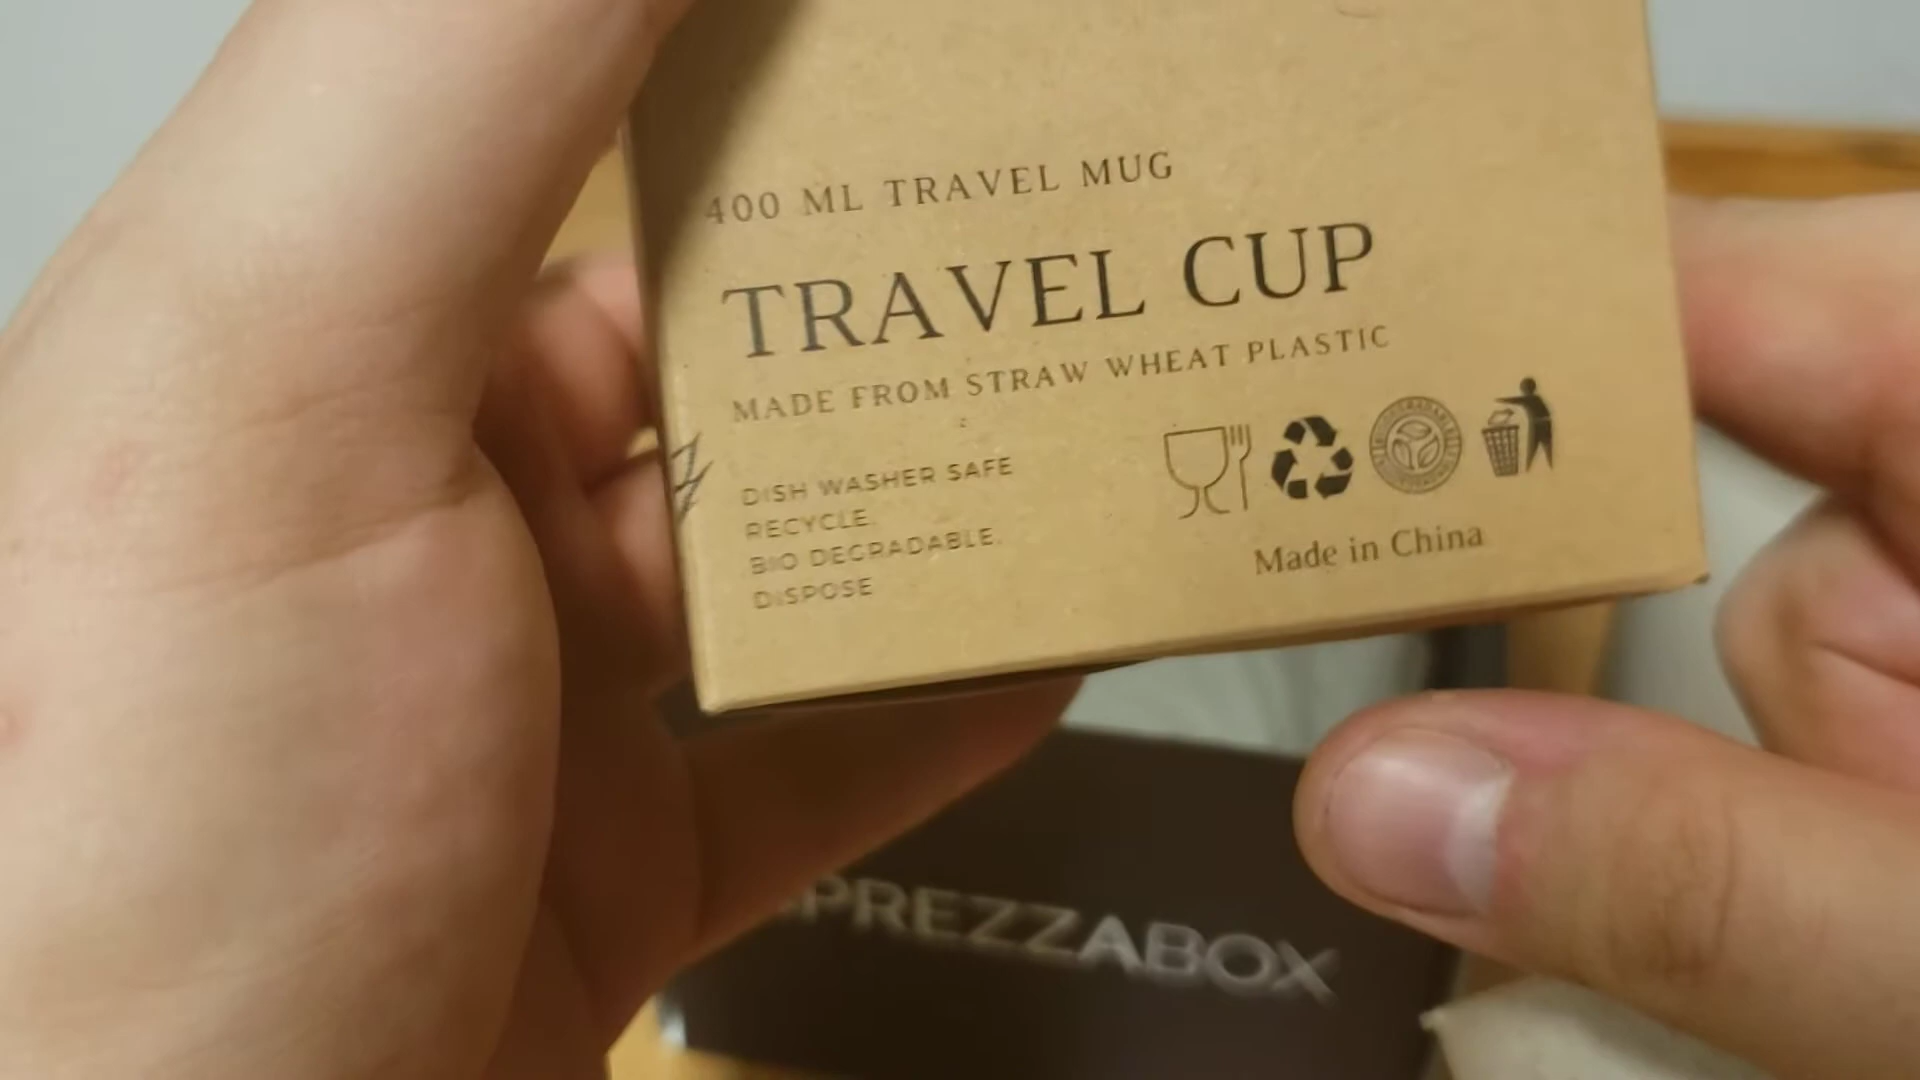 400 ML TRAVEL MUG
TRAVEL CUP
MADE FROM STRAW WHEAT PLASTIC
DISH WASHER SAFE
RECYCLE.
BIO DEGRADABLE.
DISPOSE
Made in China
PREZZABOX